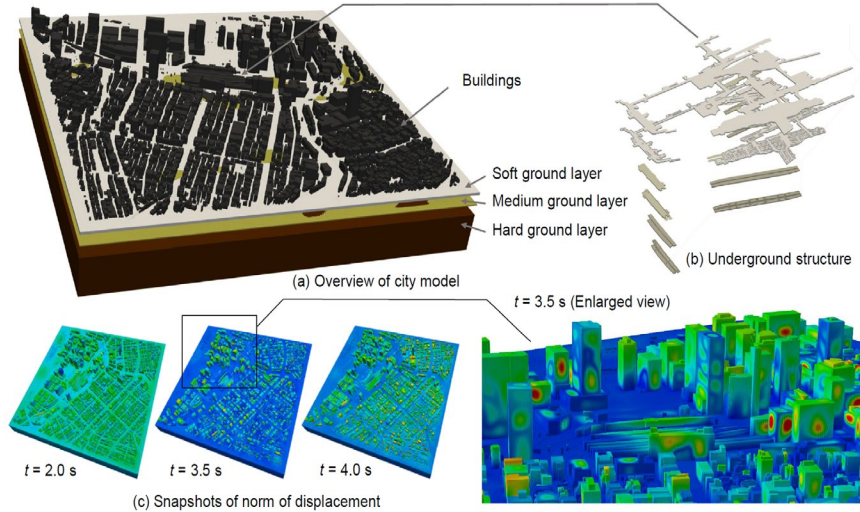 Buildings
Soft ground layer
Medium ground layer
Hard ground layer
(a) Overview of city model
(b) Underground structure
t = 3.5 s (Enlarged view)
t = 2.0 s
t = 3.5 s
t = 4.0 s
(c) Snapshots of norm of displacement